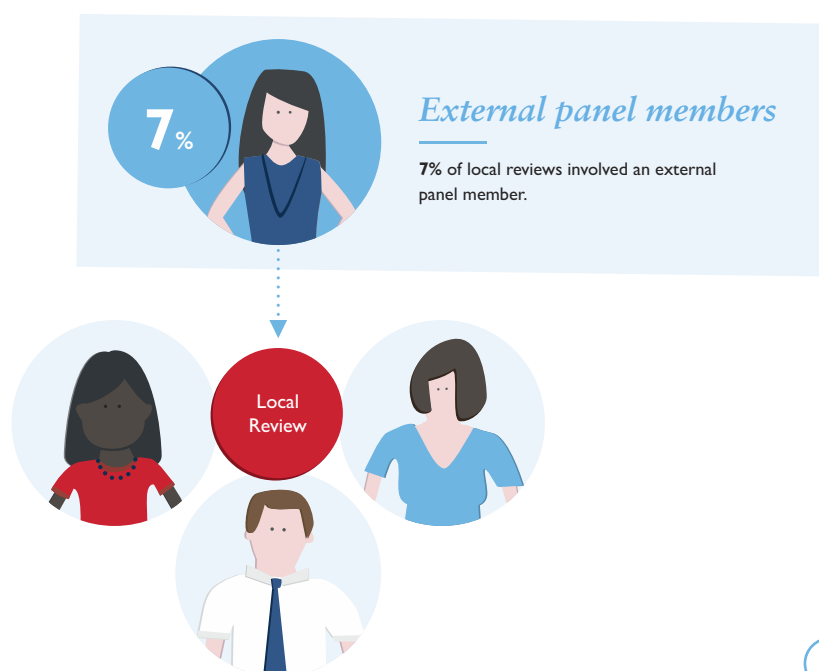 7%
External panel members
7% of local reviews involved an external
panel member.
Local
Review